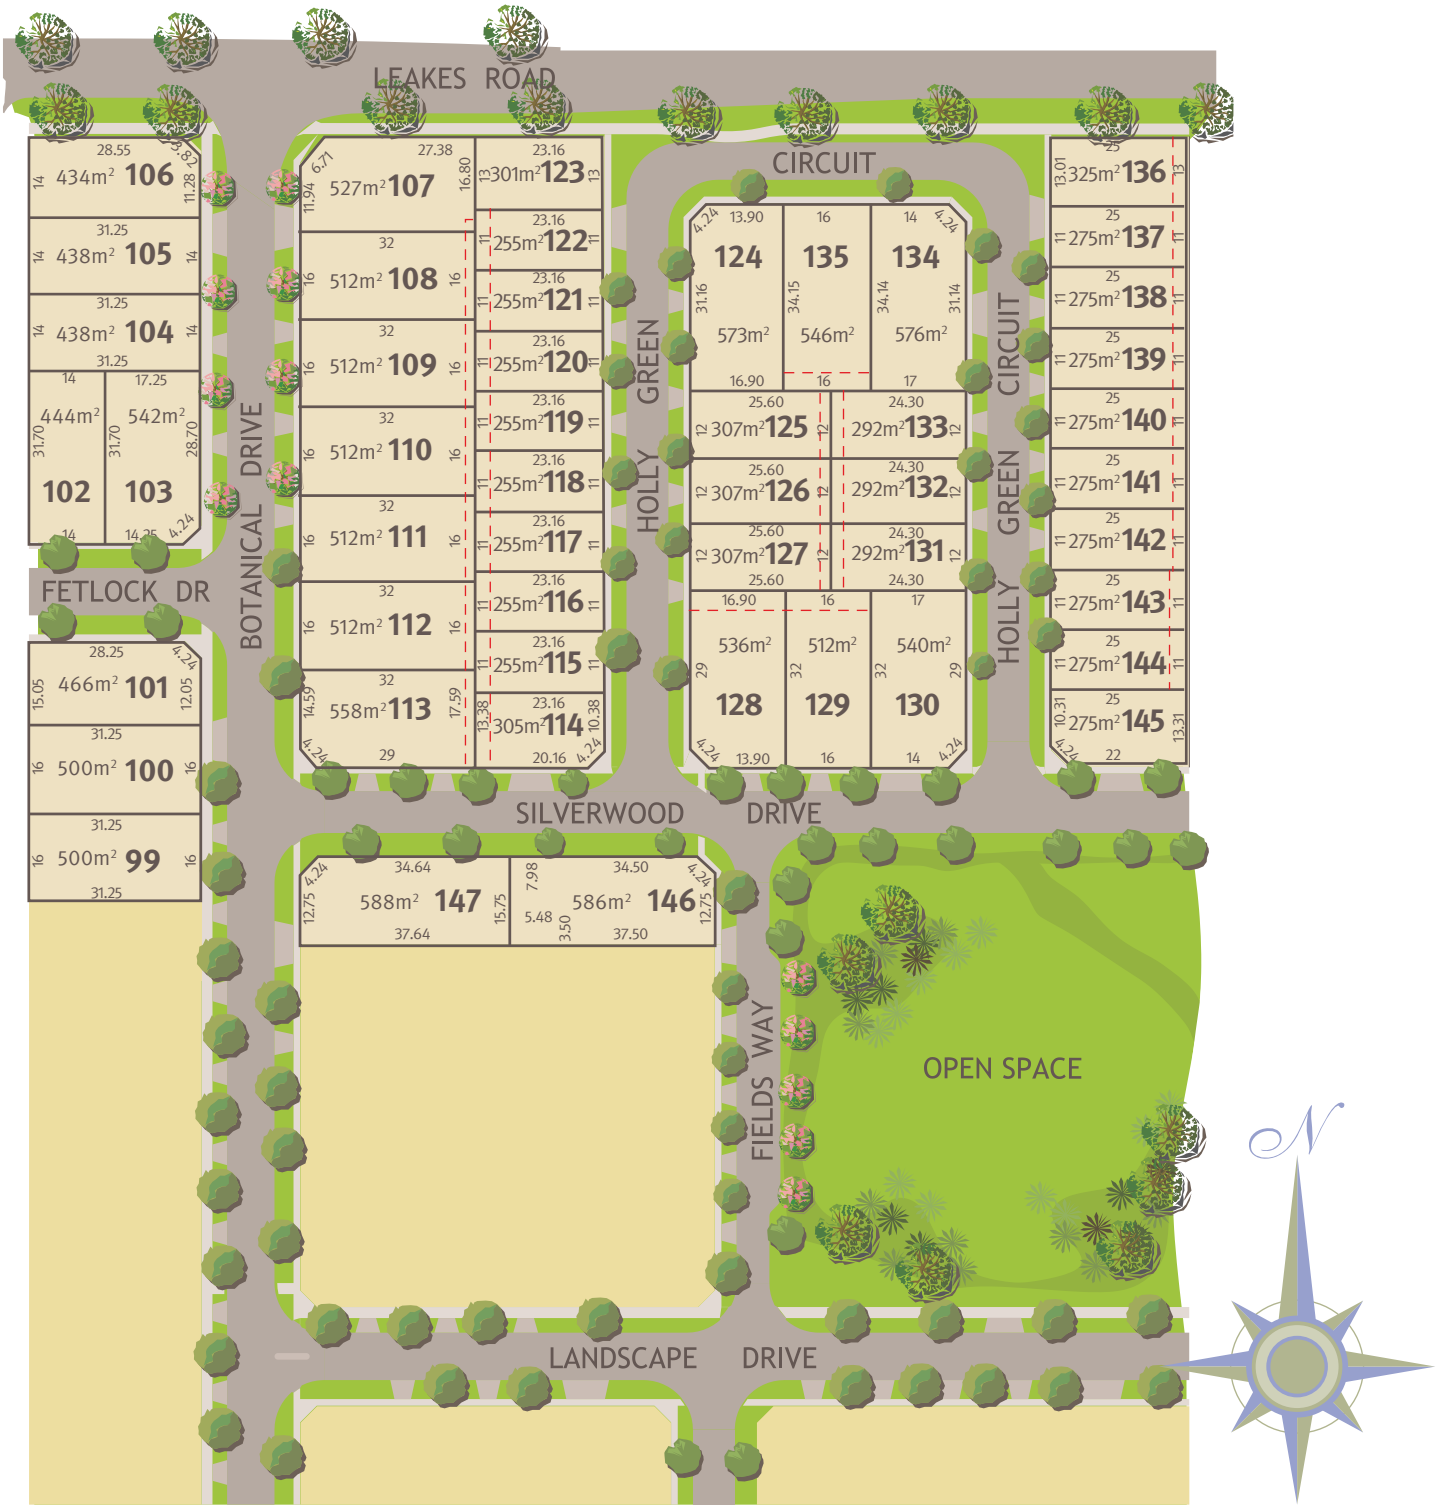 LEAKES ROAD
28.55
3.82
14
434m² 106
11.28
31.25
14
438m² 105
14
31.25
14
438m² 104
14
31.25
14
17.25
444m²
542m²
31.70
31.70
28.70
102
103
14
14.25
4.24
FETLOCK DR
28.25
4.24
15.05
466m² 101
12.05
31.25
16
500m² 100
16
31.25
16
500m² 99
16
31.25
BOTANICAL DRIVE
6.71
27.38
11.94
527m² 107
16.80
32
16
512m² 108
16
32
16
512m² 109
16
32
16
512m² 110
16
32
16
512m² 111
16
32
16
512m² 112
16
32
14.59
558m² 113
17.59
4.24
29
23.16
13
301m² 123
13
23.16
11
255m² 122
11
23.16
11
255m² 121
11
23.16
11
255m² 120
11
23.16
11
255m² 119
11
23.16
11
255m² 118
11
23.16
11
255m² 117
11
23.16
11
255m² 116
11
23.16
11
255m² 115
11
23.16
13.38
305m² 114
10.38
20.16
4.24
HOLLY GREEN
CIRCUIT
4.24
13.90
16
14
4.24
124
135
134
31.16
34.15
34.14
31.14
573m²
546m²
576m²
16.90
16
17
25.60
12
307m² 125
12
24.30
292m² 133
12
25.60
12
307m² 126
12
24.30
292m² 132
12
25.60
12
307m² 127
12
24.30
292m² 131
12
25.60
24.30
16.90
16
17
536m²
512m²
540m²
29
32
32
29
128
129
130
4.24
13.90
16
14
4.24
HOLLY GREEN CIRCUIT
25
13.01
325m² 136
13
25
11
275m² 137
11
25
11
275m² 138
11
25
11
275m² 139
11
25
11
275m² 140
11
25
11
275m² 141
11
25
11
275m² 142
11
25
11
275m² 143
11
25
11
275m² 144
11
25
10.31
275m² 145
13.31
4.24
22
SILVERWOOD DRIVE
4.24
34.64
12.75
588m² 147
15.75
37.64
7.98
34.50
4.24
586m² 146
12.75
5.48
3.50
37.50
FIELDS WAY
OPEN SPACE
N
LANDSCAPE DRIVE